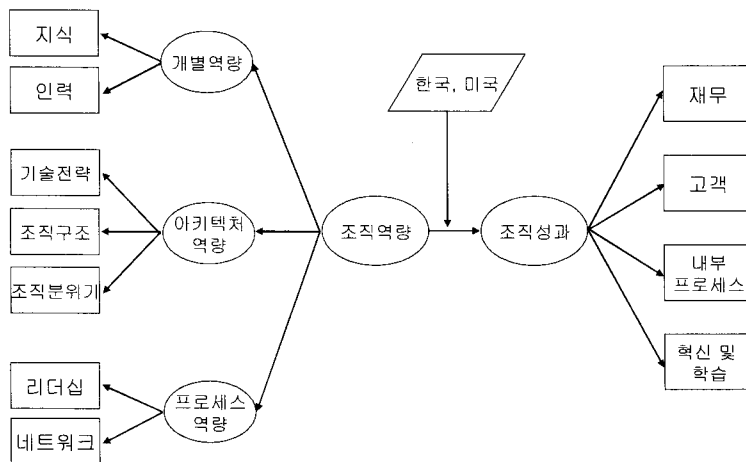 지식
인력
개별역량
기술전략
조직구조
조직분위기
아키텍처
역량
리더십
네트워크
프로세스
역량
조직역량
한국, 미국
조직성과
재무
고객
내부
프로세스
혁신 및
학습